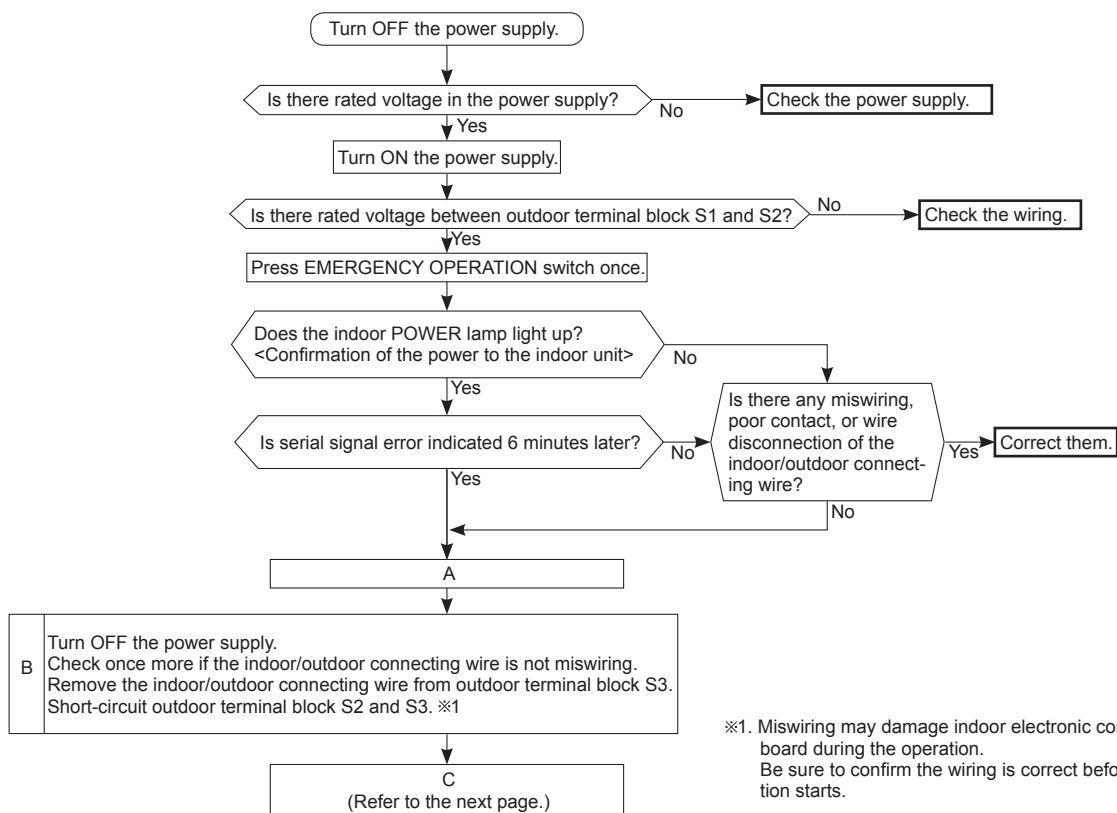 Turn OFF the power supply.
Is there rated voltage in the power supply?
No
Check the power supply.
Yes
Turn ON the power supply.
Is there rated voltage between outdoor terminal block S1 and S2?
No
Check the wiring.
Yes
Press EMERGENCY OPERATION switch once.
Does the indoor POWER lamp light up?
<Confirmation of the power to the indoor unit>
No
Yes
Is there any miswiring,
poor contact, or wire
disconnection of the
indoor/outdoor connect-
ing wire?
Yes
Correct them.
Is serial signal error indicated 6 minutes later?
No
Yes
No
A
B
Turn OFF the power supply.
Check once more if the indoor/outdoor connecting wire is not miswiring.
Remove the indoor/outdoor connecting wire from outdoor terminal block S3.
Short-circuit outdoor terminal block S2 and S3. ※1
C
(Refer to the next page.)
※1. Miswiring may damage indoor electronic
board during the operation.
Be sure to confirm the wiring is correct
tion starts.